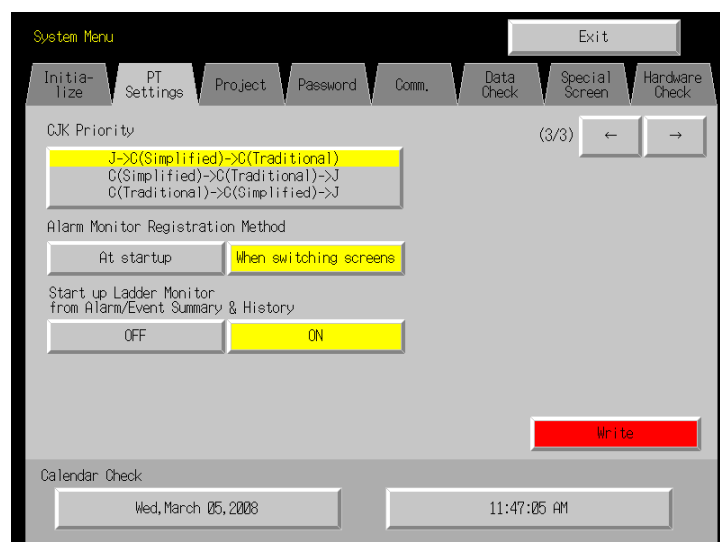 System Menu
Exit
Initia-
lize
PT
Settings
Project
Password
Comm.
Data
Check
Special
Screen
Hardware
Check
CJK Priority
(3/3)
←
→
J->C(Simplified)->C(Traditional)
C(Simplified)->C(Traditional)->J
C(Traditional)->C(Simplified)->J
Alarm Monitor Registration Method
At startup
When switching screens
Start up Ladder Monitor
from Alarm/Event Summary & History
OFF
ON
Write
Calendar Check
Wed,March 05,2008
11:47:05 AM